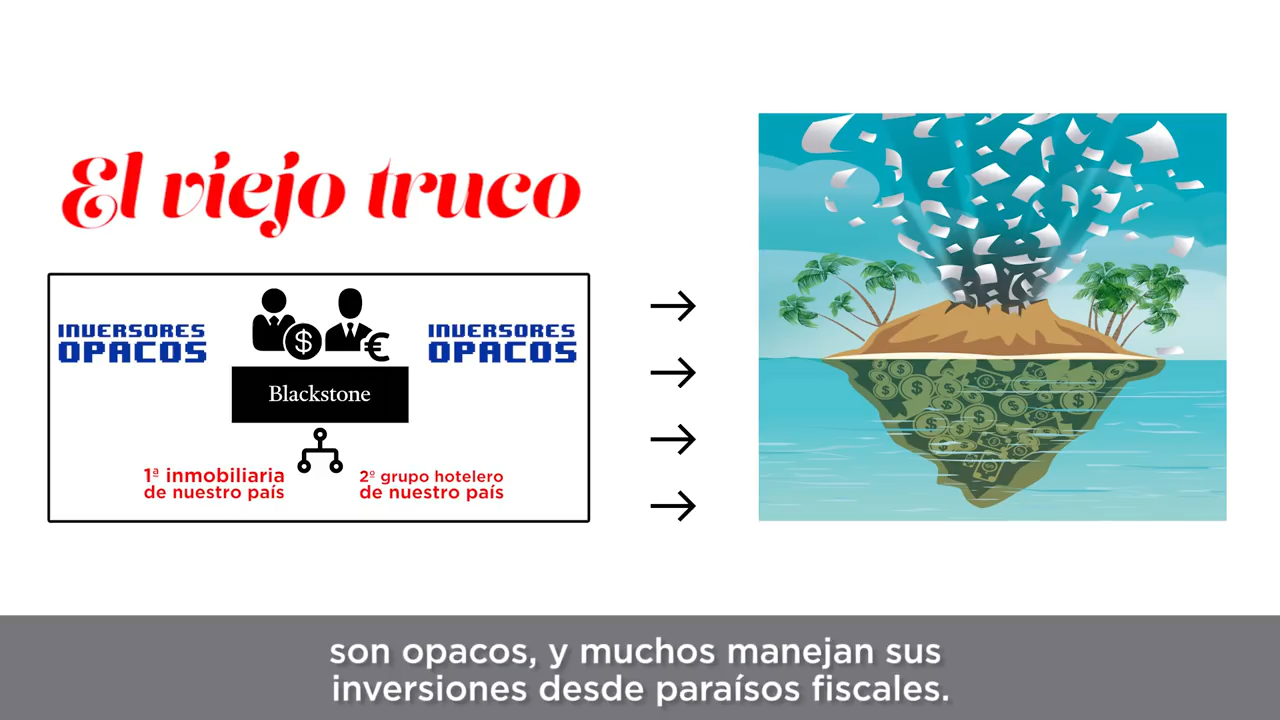 El viejo truco
INVERSORES
OPACOS
INVERSORES
OPACOS
$
€
Blackstone
1ª inmobiliaria
de nuestro país
2º grupo hotelero
de nuestro país
son opacos, y muchos manejan sus
inversiones desde paraísos fiscales.